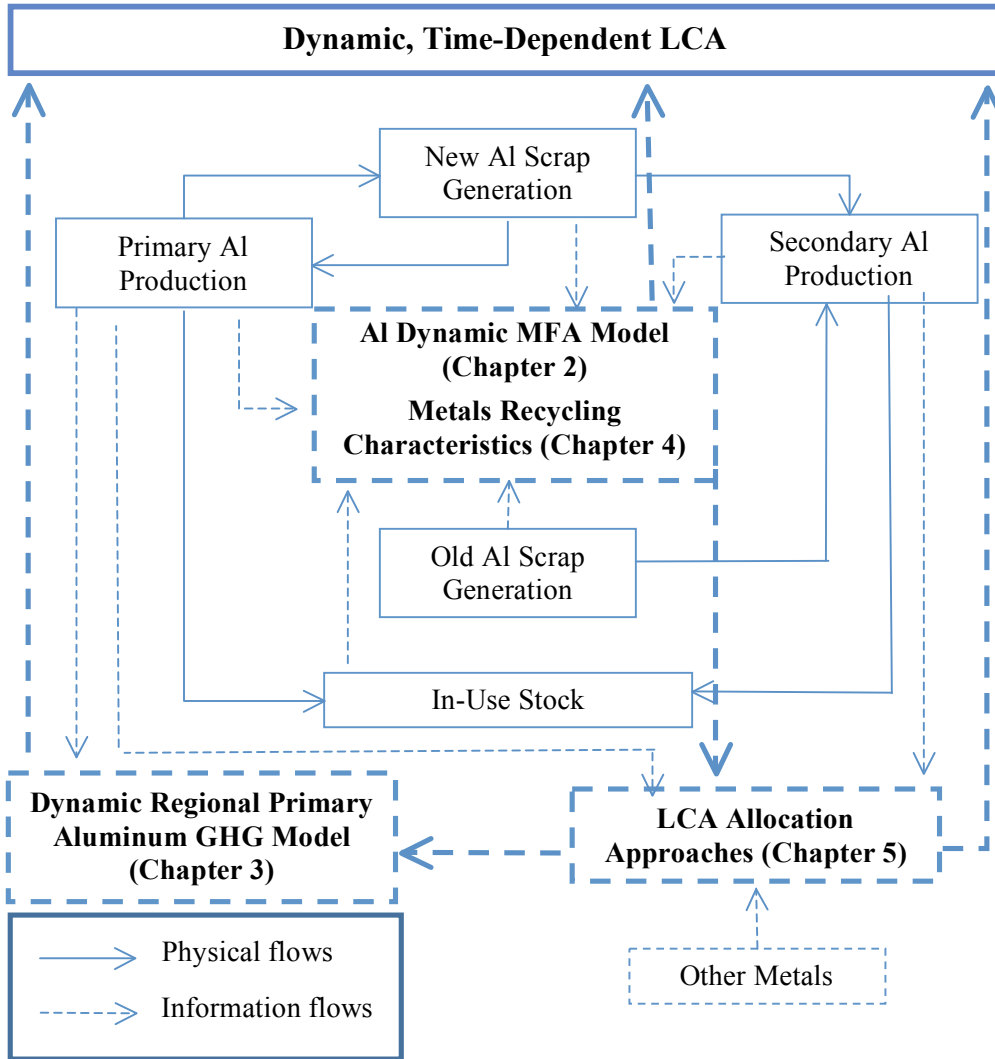 Dynamic, Time-Dependent LCA
New Al Scrap
Generation
Primary Al
Production
Secondary Al
Production
Al Dynamic MFA Model
(Chapter 2)
Metals Recycling
Characteristics (Chapter 4)
Old Al Scrap
Generation
In-Use Stock
Dynamic Regional Primary
Aluminum GHG Model
(Chapter 3)
LCA Allocation
Approaches (Chapter 5)
Physical flows
Information flows
Other Metals